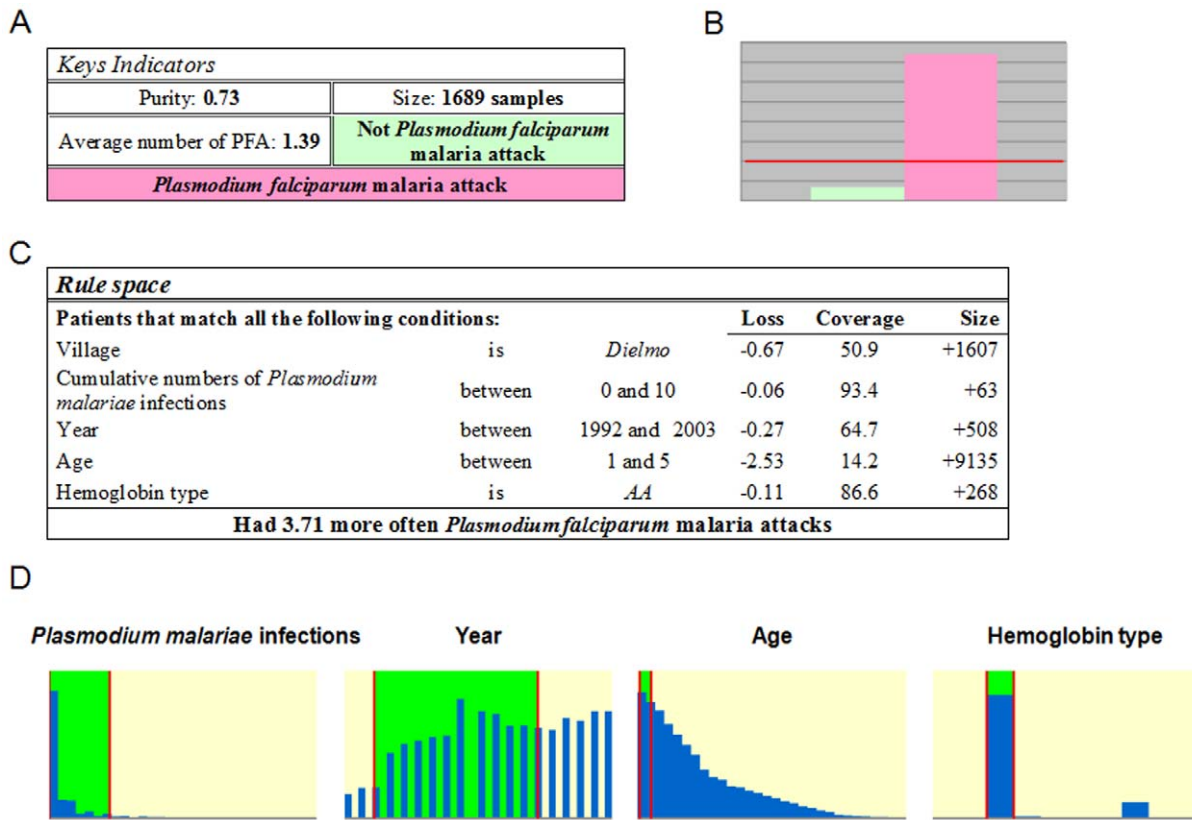 A
Keys Indicators
Purity: 0.73
Size: 1689 samples
Average number of PFA: 1.39
Not Plasmodium falciparum
malaria attack
Plasmodium falciparum malaria attack
B
C
Rule space
Patients that match all the following conditions: Loss Coverage Size
Village is Dielmo -0.67 50.9 +1607
Cumulative numbers of Plasmodium
malariae infections between 0 and 10 -0.06 93.4 +63
Year between 1992 and 2003 -0.27 64.7 +508
Age between 1 and 5 -2.53 14.2 +9135
Hemoglobin type is AA -0.11 86.6 +268
Had 3.71 more often Plasmodium falciparum malaria attacks
D
Plasmodium malariae infections Year Age Hemoglobin type